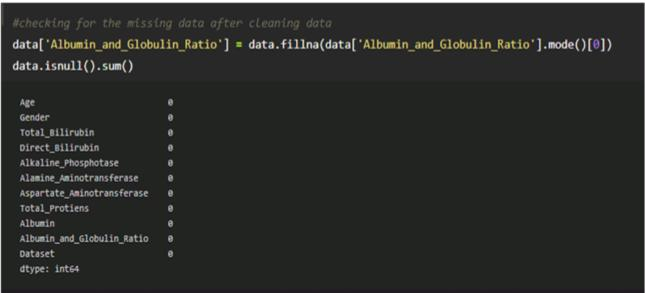 #checking for the missing data after cleaning data
data['Albumin_and_Globulin_Ratio'] = data.fillna(data['Albumin_and_Globulin_Ratio'].mode()[0])
data.isnull().sum()
Age 0
Gender 0
Total_Bilirubin 0
Direct_Bilirubin 0
Alkaline_Phosphotase 0
Alamine_Aminotransferase 0
Aspartate_Aminotransferase 0
Total_Protiens 0
Albumin 0
Albumin_and_Globulin_Ratio 0
Dataset 0
dtype: int64